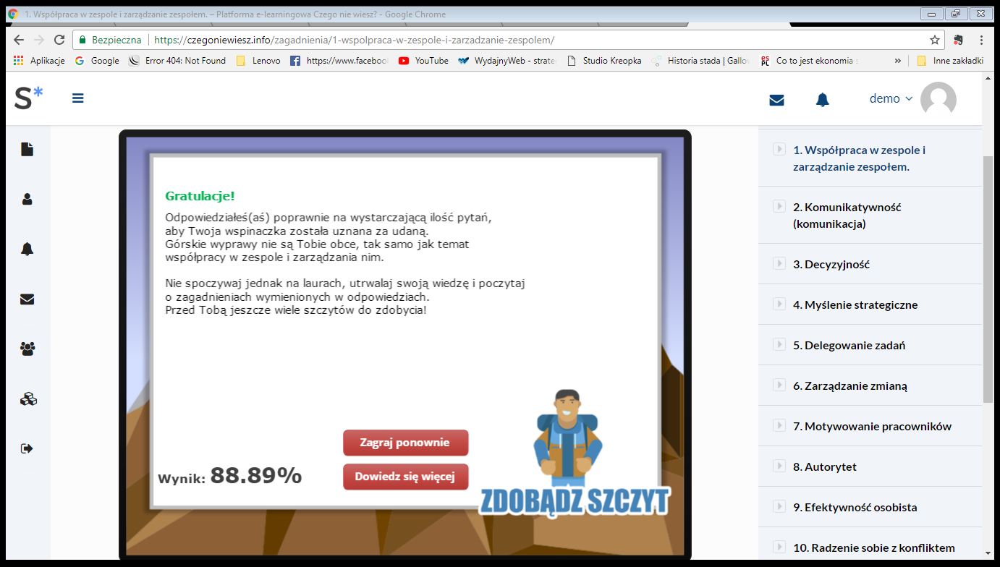 1. Współpraca w zespole i zarządzanie zespołem. – Platforma e-learningowa Czego nie wiesz? - Google Chrome
Bezpieczna https://czegoniewiesz.info/zagadnienia/1-wspolpraca-w-zespole-i-zarzadzanie-zespolem/
Aplikacje Google Error 404: Not Found Lenovo https://www.faceboo YouTube WydajnyWeb - strate Studio Kreopka Historia stada | Gallo es PL Co to jest ekonomia s » Inne zakładki
S* demo
Gratulacje!
Odpowiedziałeś(aś) poprawnie na wystarczającą ilość pytań,
aby Twoja wspinaczka została uznana za udaną.
Górskie wyprawy nie są Tobie obce, tak samo jak temat
współpracy w zespole i zarządzania nim.
Nie spoczywaj jednak na laurach, utrwalaj swoją wiedzę i poczytaj
o zagadnieniach wymienionych w odpowiedziach.
Przed Tobą jeszcze wiele szczytów do zdobycia!
Zagraj ponownie
Wynik: 88.89%
Dowiedz się więcej
ZDOBĄDŹ SZCZYT
1. Współpraca w zespole i
zarządzanie zespołem.
2. Komunikatywność
(komunikacja)
3. Decyzyjność
4. Myślenie strategiczne
5. Delegowanie zadań
6. Zarządzanie zmianą
7. Motywowanie pracowników
8. Autorytet
9. Efektywność osobista
10. Radzenie sobie z konfliktem